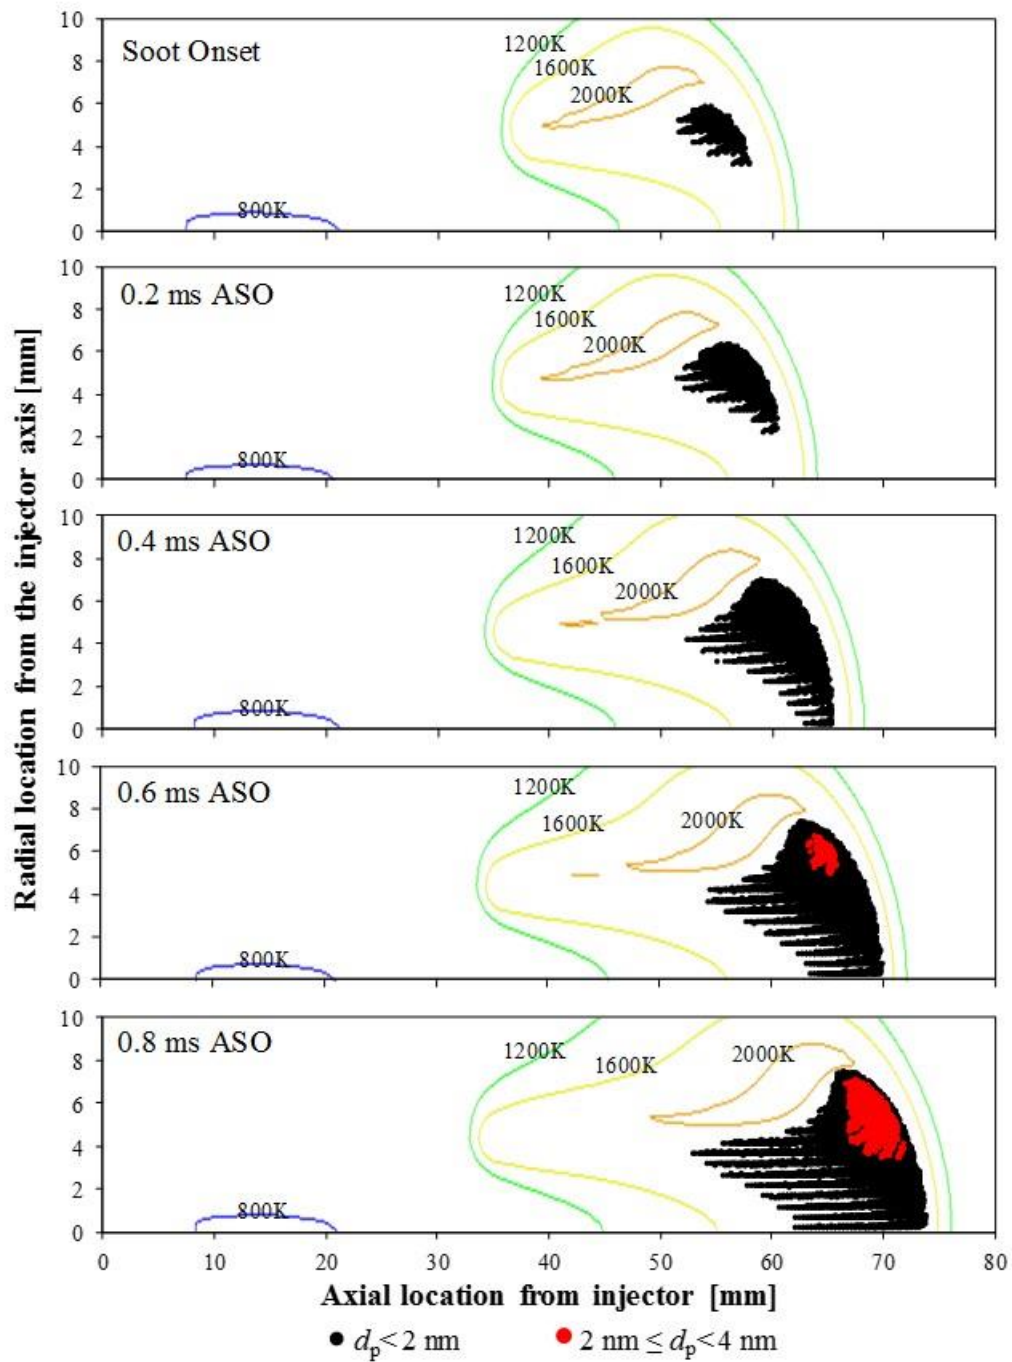 Radial location from the injector axis [mm]
10
8
6
4
2
0
Soot Onset
1200K
1600K
2000K
800K
10
8
6
4
2
0
0.2 ms ASO
1200K
1600K
2000K
800K
10
8
6
4
2
0
0.4 ms ASO
1200K
1600K
2000K
800K
10
8
6
4
2
0
0.6 ms ASO
1200K
1600K
2000K
800K
10
8
6
4
2
0
0.8 ms ASO
1200K
1600K
2000K
800K
0 10 20 30 40 50 60 70 80
Axial location from injector [mm]
dp< 2 nm
2 nm ≤ dp< 4 nm